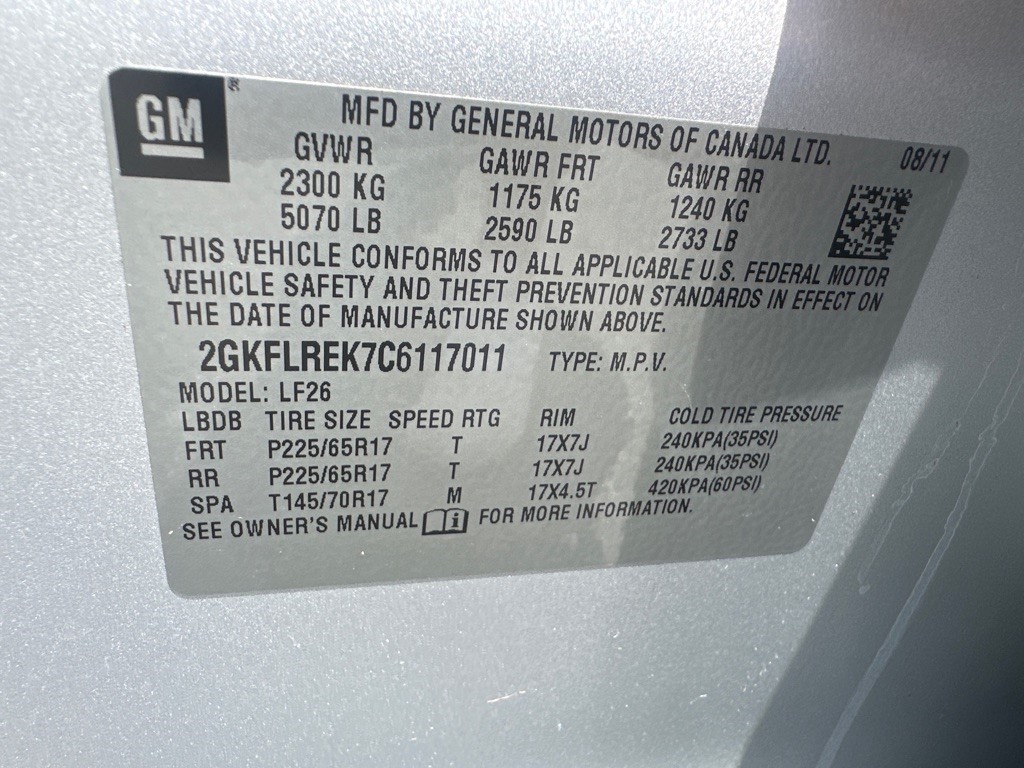 GM
MFD BY GENERAL MOTORS OF CANADA LTD. 08/11
GVWR GAWR FRT GAWR RR
2300 KG 1175 KG 1240 KG
5070 LB 2590 LB 2733 LB
THIS VEHICLE CONFORMS TO ALL APPLICABLE U.S. FEDERAL MOTOR
VEHICLE SAFETY AND THEFT PREVENTION STANDARDS IN EFFECT ON
THE DATE OF MANUFACTURE SHOWN ABOVE.
2GKFLREK7C6117011 TYPE: M.P.V.
MODEL: LF26
LBDB TIRE SIZE SPEED RTG RIM COLD TIRE PRESSURE
FRT P225/65R17 T 17X7J 240KPA(35PSI)
RR P225/65R17 T 17X7J 240KPA(35PSI)
SPA T145/70R17 M 17X4.5T 420KPA(60PSI)
SEE OWNER'S MANUAL i FOR MORE INFORMATION.